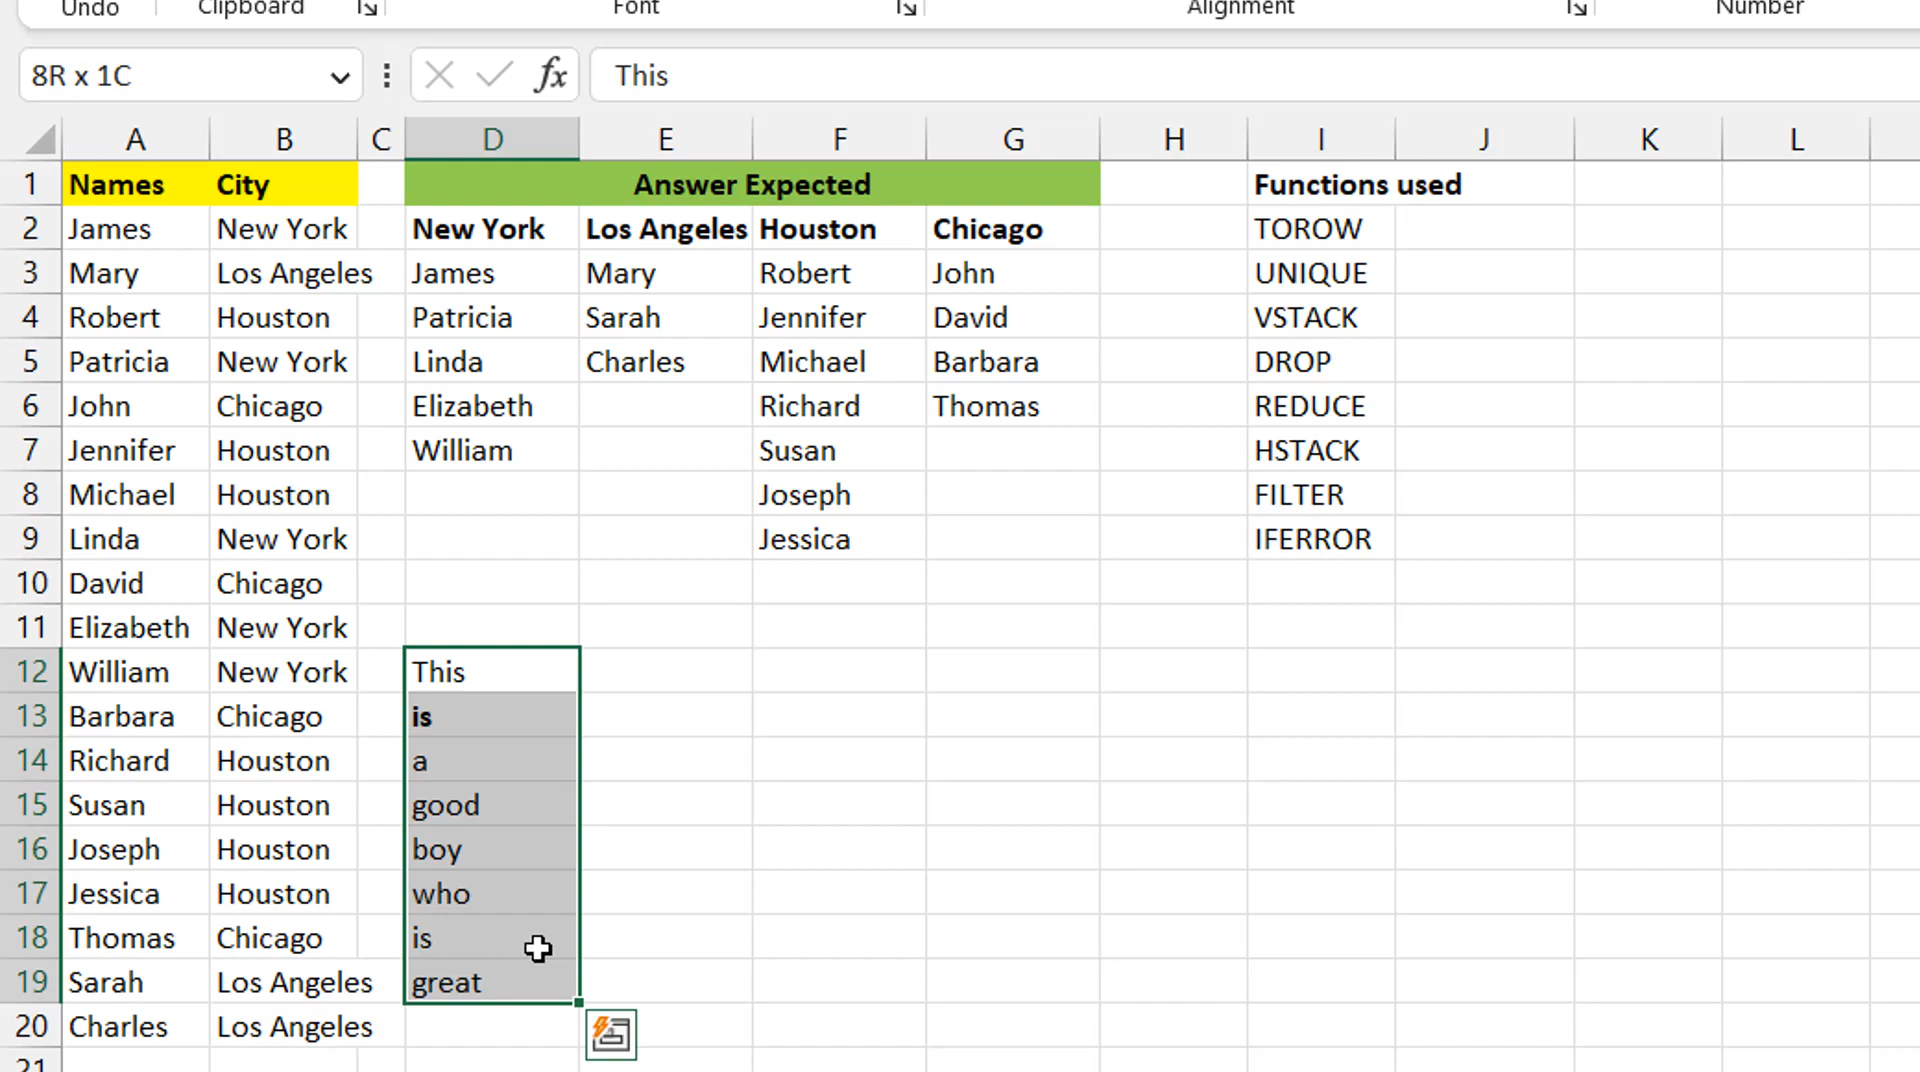 Undo Clipboard Font Alignment Number
8R x 1C fx This
A B C D E F G H I J K L
1 Names City Answer Expected Functions used
2 James New York New York Los Angeles Houston Chicago TOROW
3 Mary Los Angeles James Mary Robert John UNIQUE
4 Robert Houston Patricia Sarah Jennifer David VSTACK
5 Patricia New York Linda Charles Michael Barbara DROP
6 John Chicago Elizabeth Richard Thomas REDUCE
7 Jennifer Houston William Susan HSTACK
8 Michael Houston Joseph FILTER
9 Linda New York Jessica IFERROR
10 David Chicago
11 Elizabeth New York
12 William New York This
13 Barbara Chicago is
14 Richard Houston a
15 Susan Houston good
16 Joseph Houston boy
17 Jessica Houston who
18 Thomas Chicago is
19 Sarah Los Angeles great
20 Charles Los Angeles
21